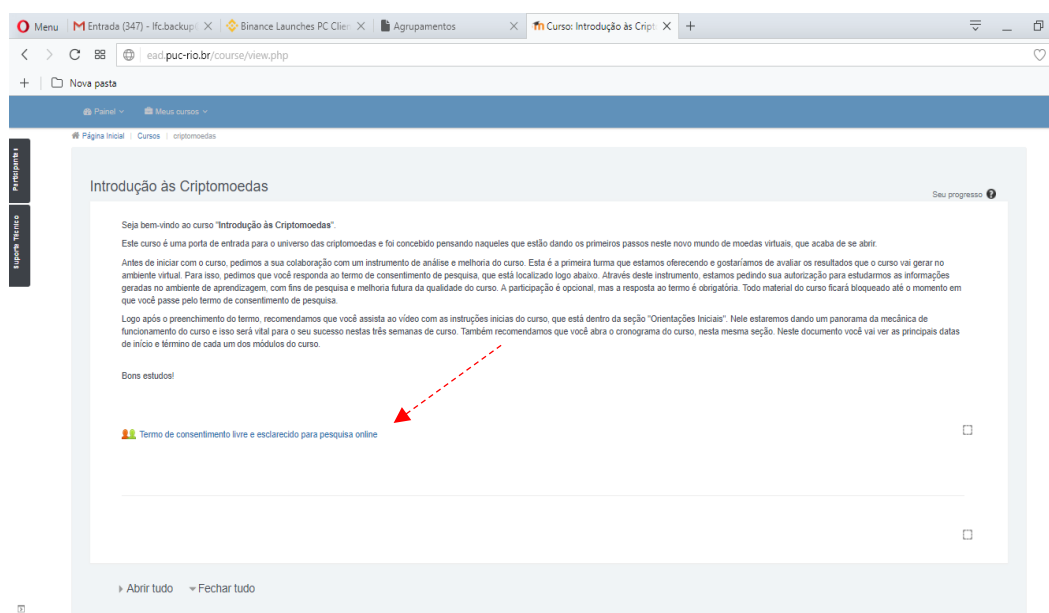 Menu
Entrada (347) - lfc.backup
Binance Launches PC Clie
Agrupamentos
Curso: Introdução às Cript
ead.puc-rio.br/course/view.php
Nova pasta
Painel
Meus cursos
Página Inicial | Cursos | criptomoedas
Participantes
Suporte Técnico
Introdução às Criptomoedas
Seu progresso
Seja bem-vindo ao curso "Introdução às Criptomoedas".
Este curso é uma porta de entrada para o universo das criptomoedas e foi concebido pensando naqueles que estão dando os primeiros passos neste novo mundo de moedas virtuais, que acaba de se abrir.
Antes de iniciar com o curso, pedimos a sua colaboração com um instrumento de análise e melhoria do curso. Esta é a primeira turma que estamos oferecendo e gostaríamos de avaliar os resultados que o curso vai gerar no
ambiente virtual. Para isso, pedimos que você responda ao termo de consentimento de pesquisa, que está localizado logo abaixo. Através deste instrumento, estamos pedindo sua autorização para estudarmos as informações
geradas no ambiente de aprendizagem, com fins de pesquisa e melhoria futura da qualidade do curso. A participação é opcional, mas a resposta ao termo é obrigatória. Todo material do curso ficará bloqueado até o momento em
que você passe pelo termo de consentimento de pesquisa.
Logo após o preenchimento do termo, recomendamos que você assista ao vídeo com as instruções inicias do curso, que está dentro da seção "Orientações Iniciais". Nele estaremos dando um panorama da mecânica de
funcionamento do curso e isso será vital para o seu sucesso nestas três semanas de curso. Também recomendamos que você abra o cronograma do curso, nesta mesma seção. Neste documento você vai ver as principais datas
de início e término de cada um dos módulos do curso.
Bons estudos!
Termo de consentimento livre e esclarecido para pesquisa online
Abrir tudo
Fechar tudo